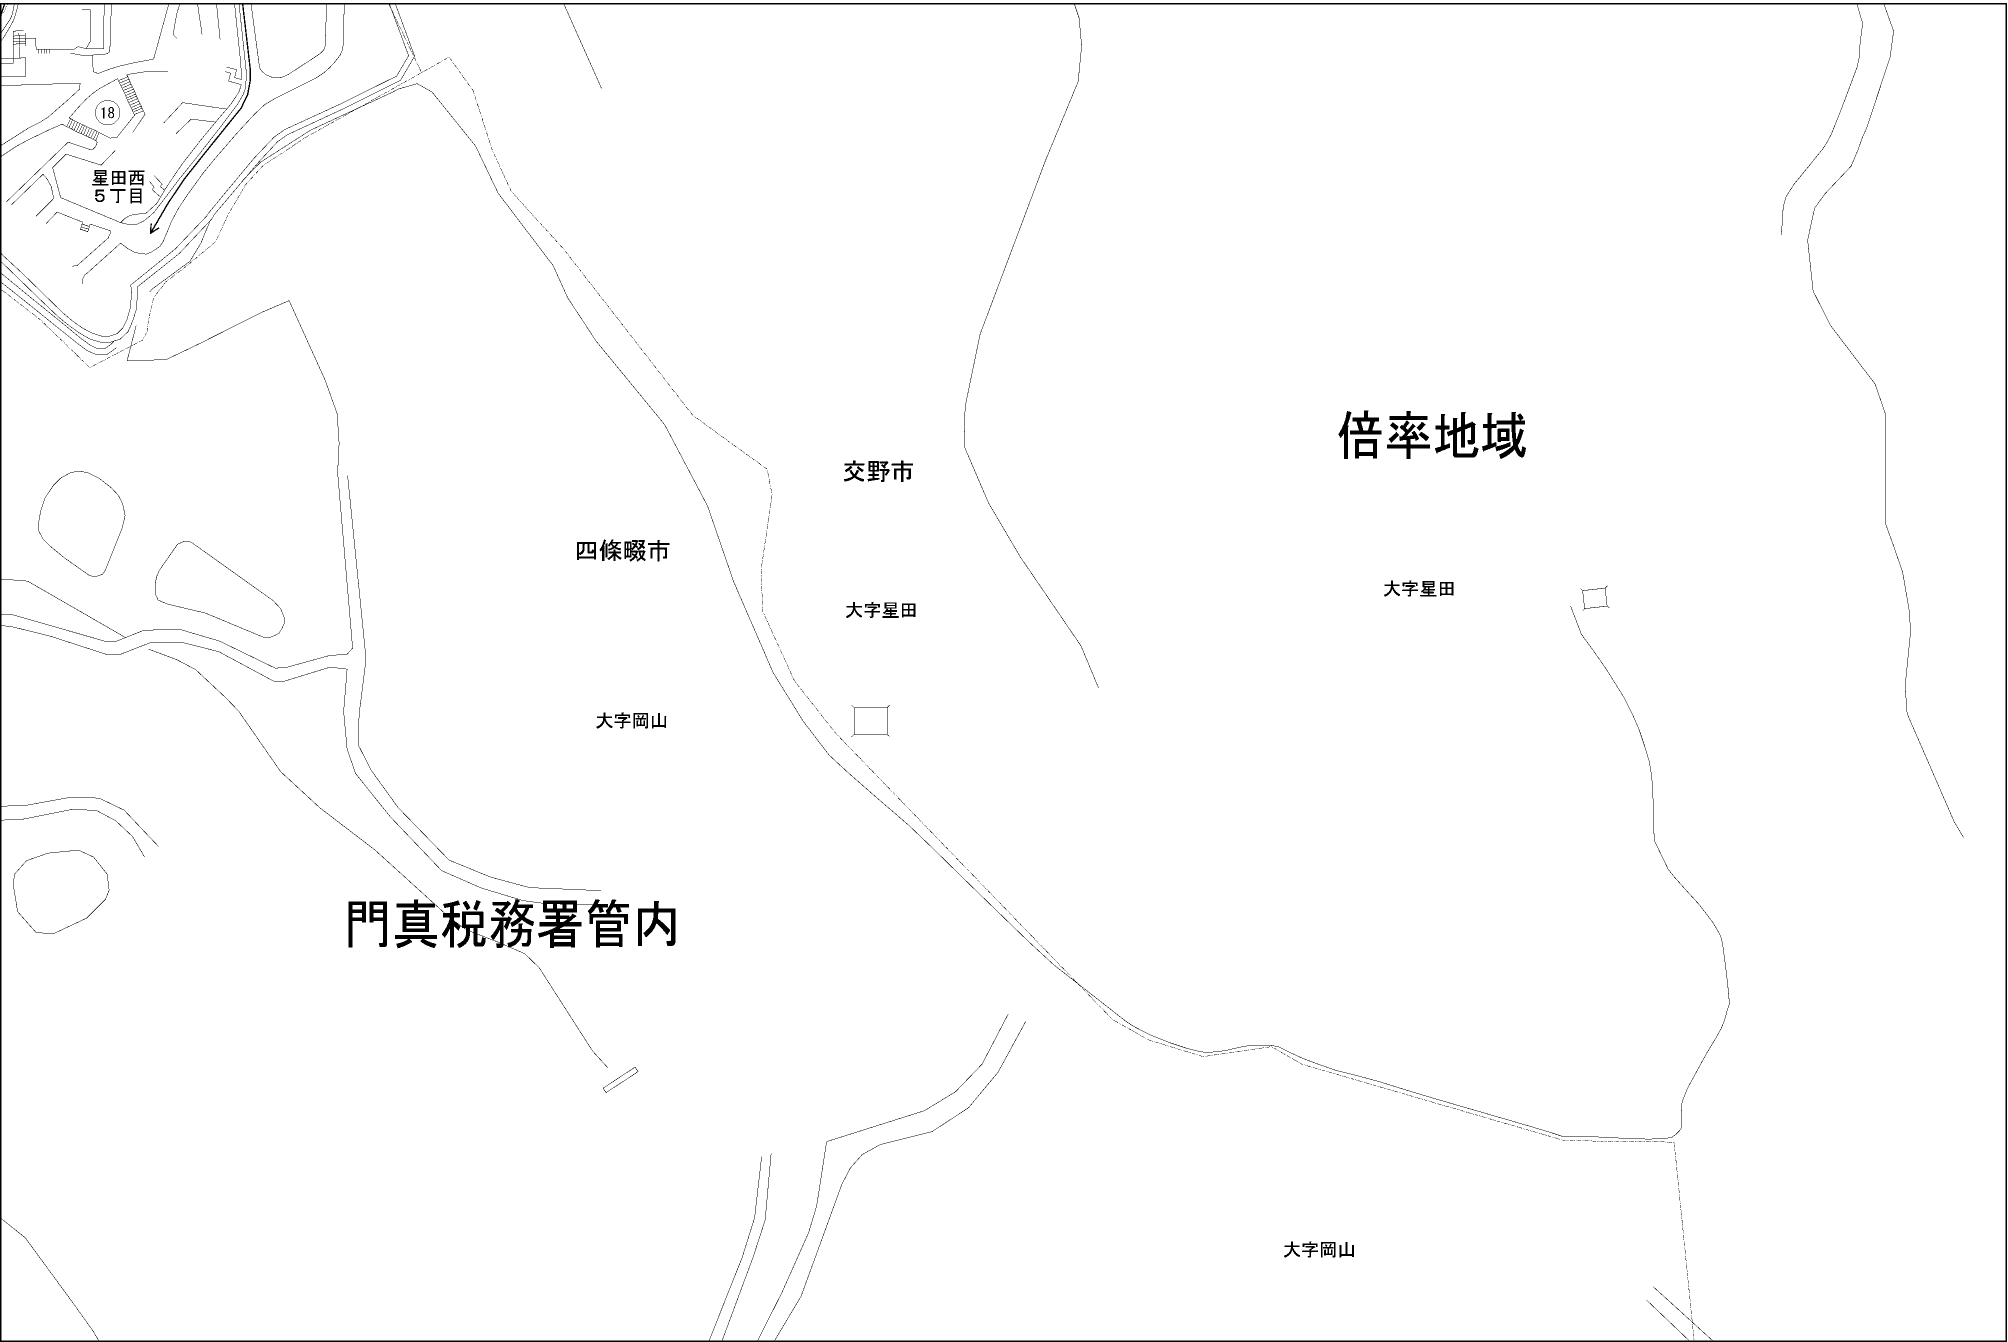 18
星田西
5丁目
倍率地域
交野市
四條畷市
大字星田
大字星田
大字岡山
門真税務署管内
大字岡山